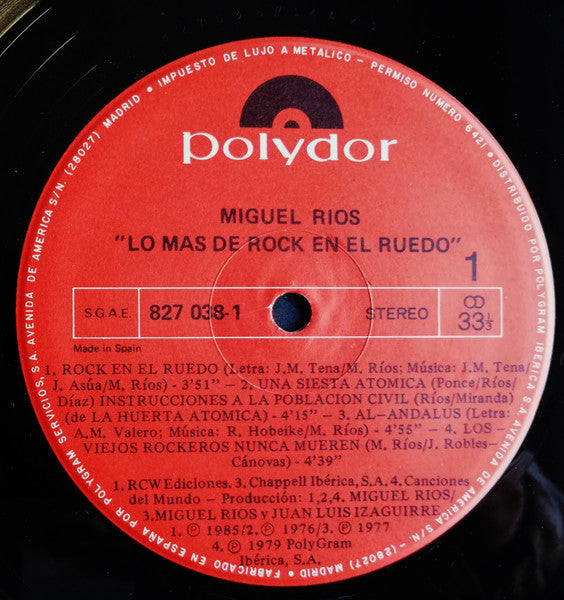 polydor
MIGUEL RIOS
"LO MAS DE ROCK EN EL RUEDO"
1
S.G.A.E. 827 038-1 STEREO 33⅓
Made in Spain
1. ROCK EN EL RUEDO (Letra: J.M. Tena/M. Ríos; Música: J.M. Tena/
J. Asúa/M. Ríos) - 3'51" – 2. UNA SIESTA ATOMICA (Ponce/Ríos/
Díaz) INSTRUCCIONES A LA POBLACION CIVIL (Ríos/Miranda)
(de LA HUERTA ATOMICA) - 4'15" – 3. AL-ANDALUS (Letra:
A.M. Valero; Música: R. Hobeike/M. Ríos) - 4'55" – 4. LOS
VIEJOS ROCKEROS NUNCA MUEREN (M. Ríos/J. Robles-
Cánovas) - 4'39"
1. RCW Ediciones. 3. Chappell Ibérica, S.A. 4. Canciones
del Mundo – Producción: 1,2,4. MIGUEL RIOS/
3. MIGUEL RIOS y JUAN LUIS IZAGUIRRE
1. ℗ 1985/2. ℗ 1976/3. ℗ 1977
4. ℗ 1979 PolyGram
Ibérica, S.A.
• IMPUESTO DE LUJO A METALICO – PERMISO NUMERO 6421 • DISTRIBUIDO POR POLYGRAM IBERICA SA AVENIDA DE AMERICA S/N. – (28027) MADRID • FABRICADO EN ESPAÑA POR POLYGRAM SERVICIOS, S.A. AVENIDA DE AMERICA S/N. (28027) MADRID